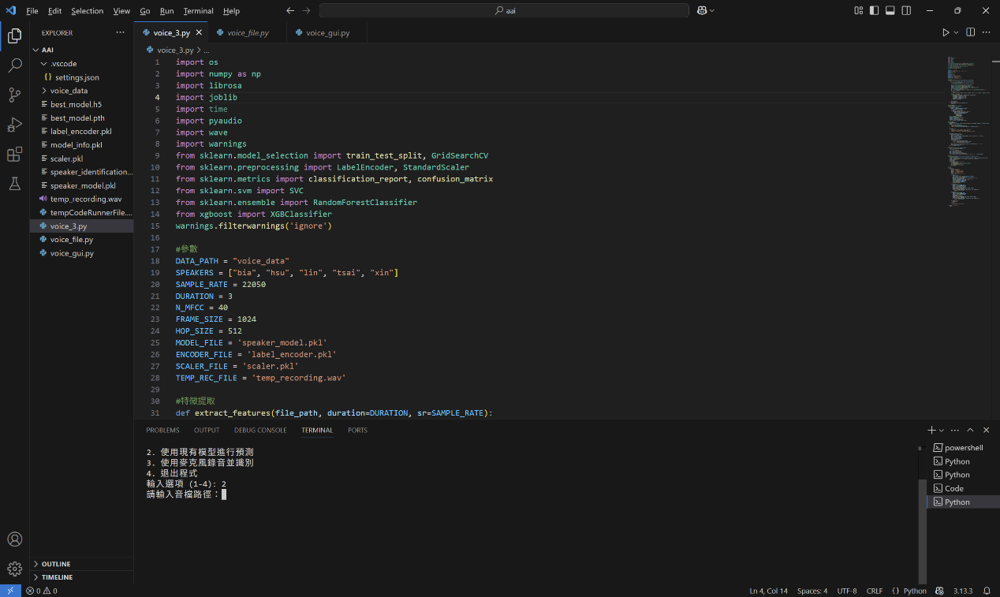 File Edit Selection View Go Run Terminal Help
aai
EXPLORER
AAI
.vscode
{} settings.json
voice_data
best_model.h5
best_model.pth
label_encoder.pkl
model_info.pkl
scaler.pkl
speaker_identification...
speaker_model.pkl
temp_recording.wav
tempCodeRunnerFile....
voice_3.py
voice_file.py
voice_gui.py
OUTLINE
TIMELINE
voice_3.py voice_file.py voice_gui.py
voice_3.py > ...
1 import os
2 import numpy as np
3 import librosa
4 import joblib
5 import time
6 import pyaudio
7 import wave
8 import warnings
9 from sklearn.model_selection import train_test_split, GridSearchCV
10 from sklearn.preprocessing import LabelEncoder, StandardScaler
11 from sklearn.metrics import classification_report, confusion_matrix
12 from sklearn.svm import SVC
13 from sklearn.ensemble import RandomForestClassifier
14 from xgboost import XGBClassifier
15 warnings.filterwarnings('ignore')
16
17 #參數
18 DATA_PATH = "voice_data"
19 SPEAKERS = ["bia", "hsu", "lin", "tsai", "xin"]
20 SAMPLE_RATE = 22050
21 DURATION = 3
22 N_MFCC = 40
23 FRAME_SIZE = 1024
24 HOP_SIZE = 512
25 MODEL_FILE = 'speaker_model.pkl'
26 ENCODER_FILE = 'label_encoder.pkl'
27 SCALER_FILE = 'scaler.pkl'
28 TEMP_REC_FILE = 'temp_recording.wav'
29
30 #特徵提取
31 def extract_features(file_path, duration=DURATION, sr=SAMPLE_RATE):
PROBLEMS OUTPUT DEBUG CONSOLE TERMINAL PORTS
2. 使用現有模型進行預測
3. 使用麥克風錄音並識別
4. 退出程式
輸入選項 (1-4): 2
請輸入音檔路徑：
powershell
Python
Python
Code
Python
0 0 Ln 4, Col 14 Spaces: 4 UTF-8 CRLF {} Python 3.13.3